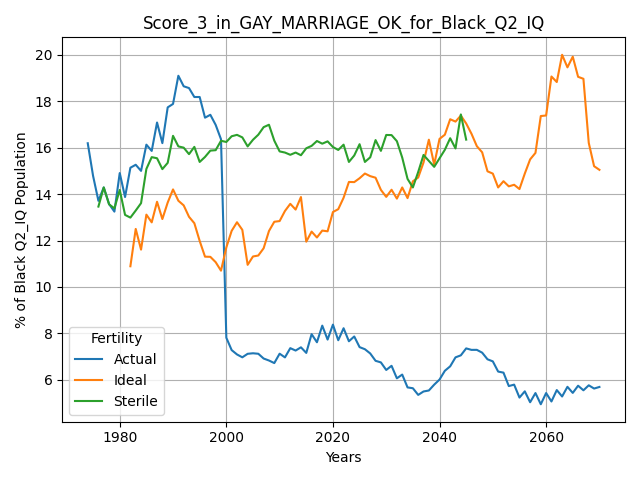 Score_3_in_GAY_MARRIAGE_OK_for_Black_Q2_IQ
% of Black Q2_IQ Population
20
18
16
14
12
10
8
6
Fertility
Actual
Ideal
Sterile
1980
2000
2020
2040
2060
Years